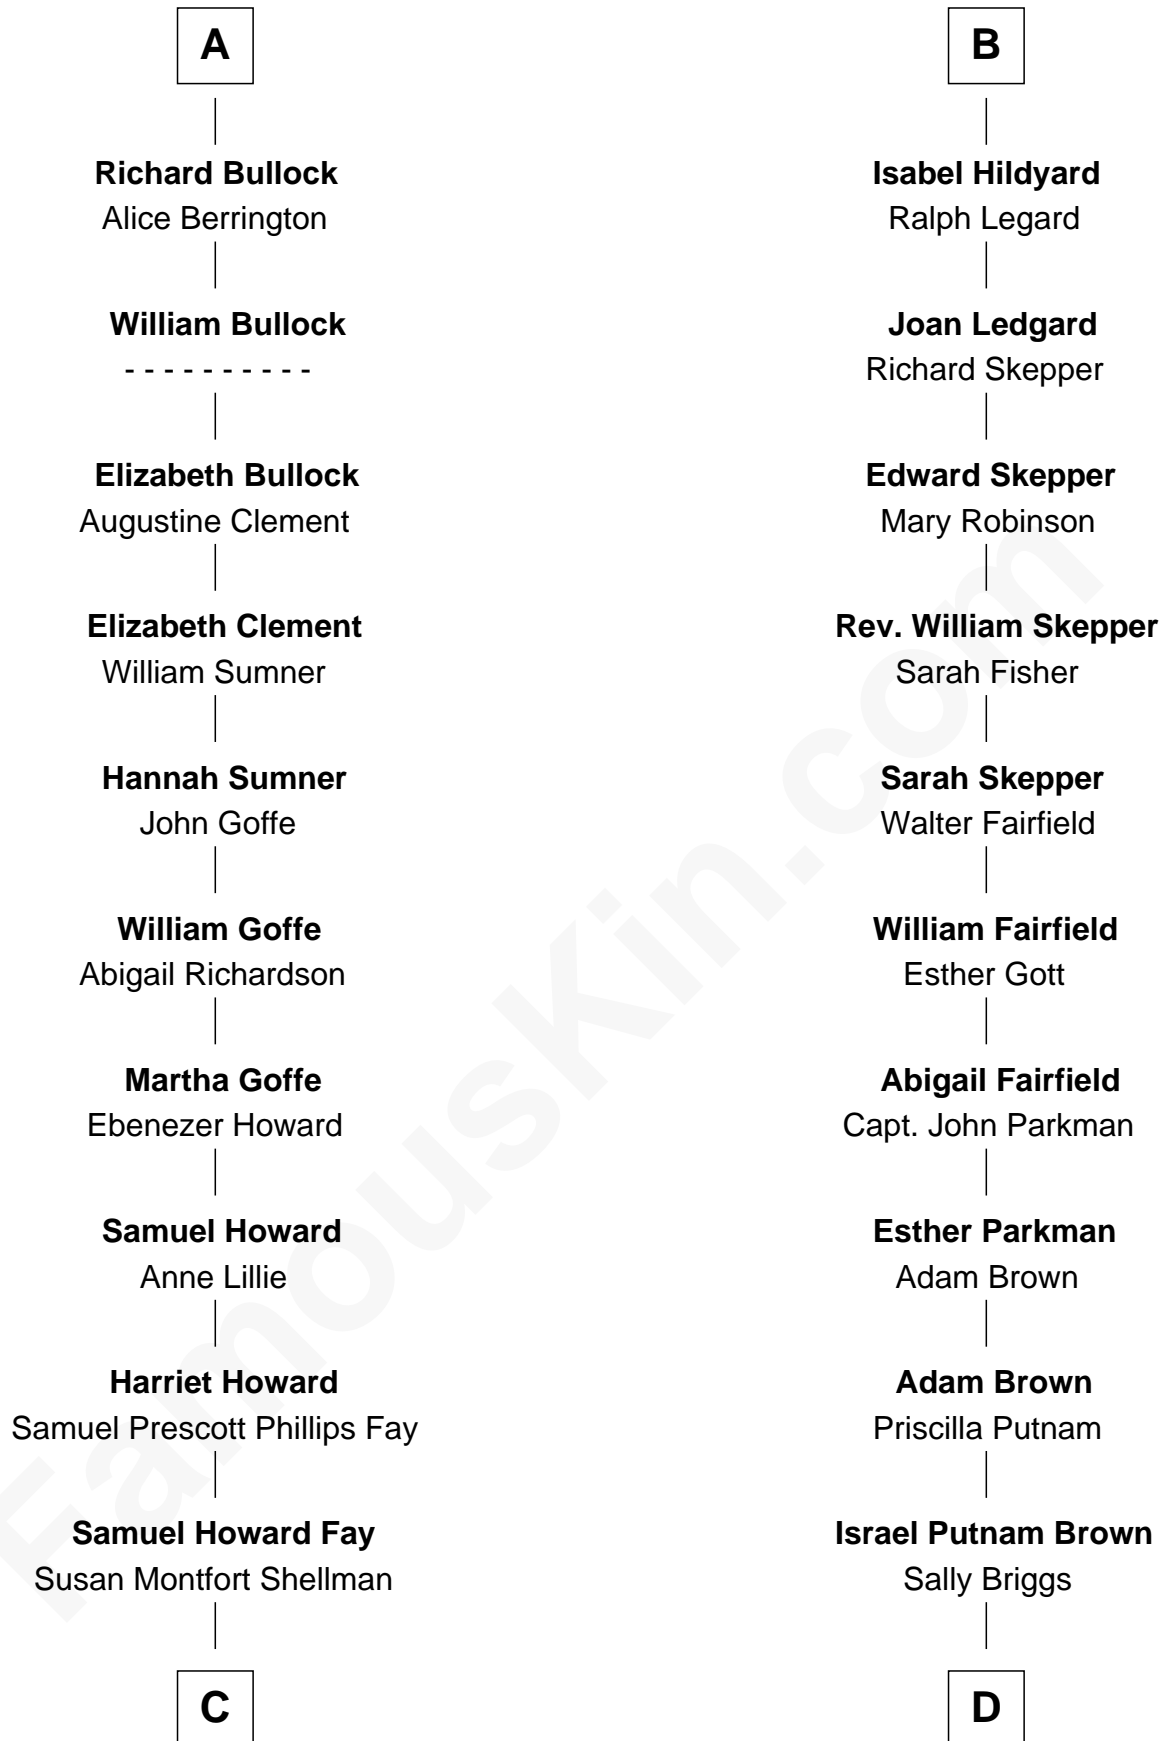 A
Richard Bullock
Alice Berrington
William Bullock
- - - - - - - - - -
Elizabeth Bullock
Augustine Clement
Elizabeth Clement
William Sumner
Hannah Sumner
John Goffe
William Goffe
Abigail Richardson
Martha Goffe
Ebenezer Howard
Samuel Howard
Anne Lillie
Harriet Howard
Samuel Prescott Phillips Fay
Samuel Howard Fay
Susan Montfort Shellman
C
B
Isabel Hildyard
Ralph Legard
Joan Ledgard
Richard Skepper
Edward Skepper
Mary Robinson
Rev. William Skepper
Sarah Fisher
Sarah Skepper
Walter Fairfield
William Fairfield
Esther Gott
Abigail Fairfield
Capt. John Parkman
Esther Parkman
Adam Brown
Adam Brown
Priscilla Putnam
Israel Putnam Brown
Sally Briggs
D
FamousKin.com